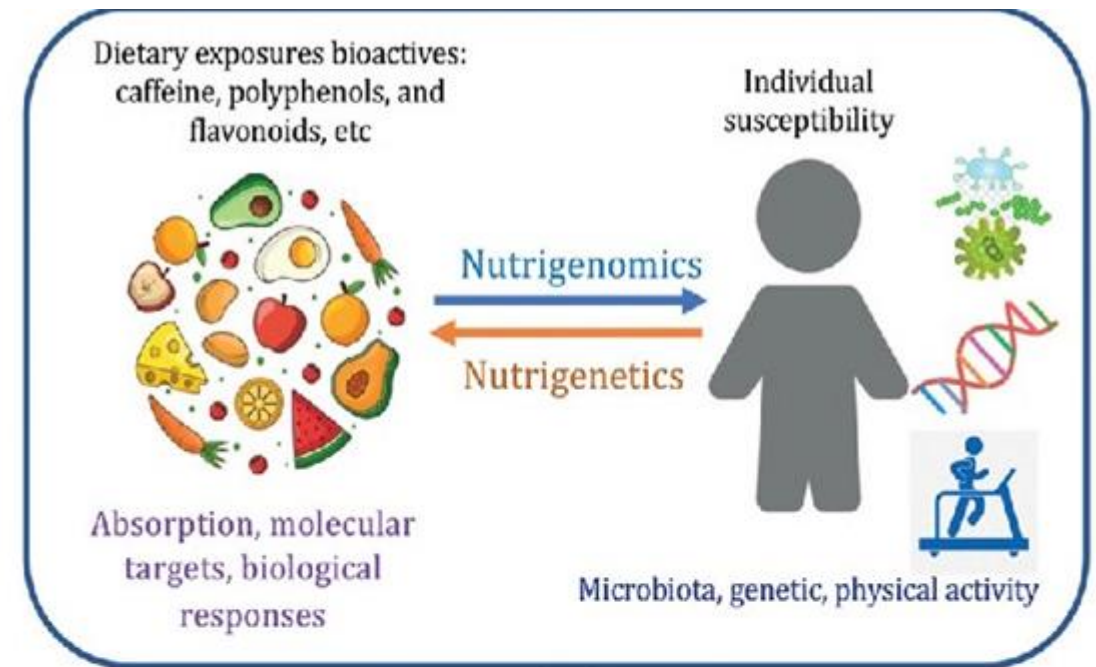 Dietary exposures bioactives:
caffeine, polyphenols, and
flavonoids, etc
Individual
susceptibility
Nutrigenomics
Nutrigenetics
Absorption, molecular
targets, biological
responses
Microbiota, genetic, physical activity